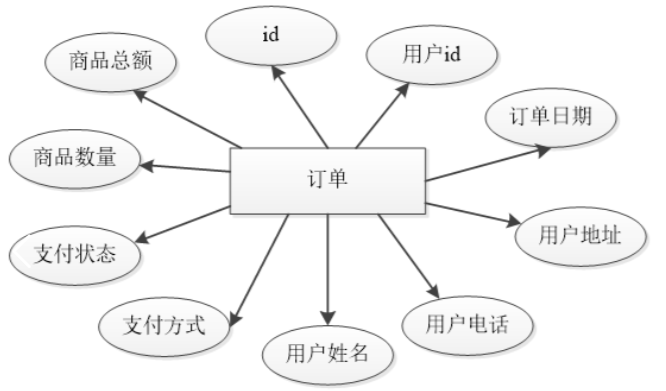 id
用户id
商品总额
订单日期
商品数量
订单
用户地址
支付状态
支付方式
用户电话
用户姓名